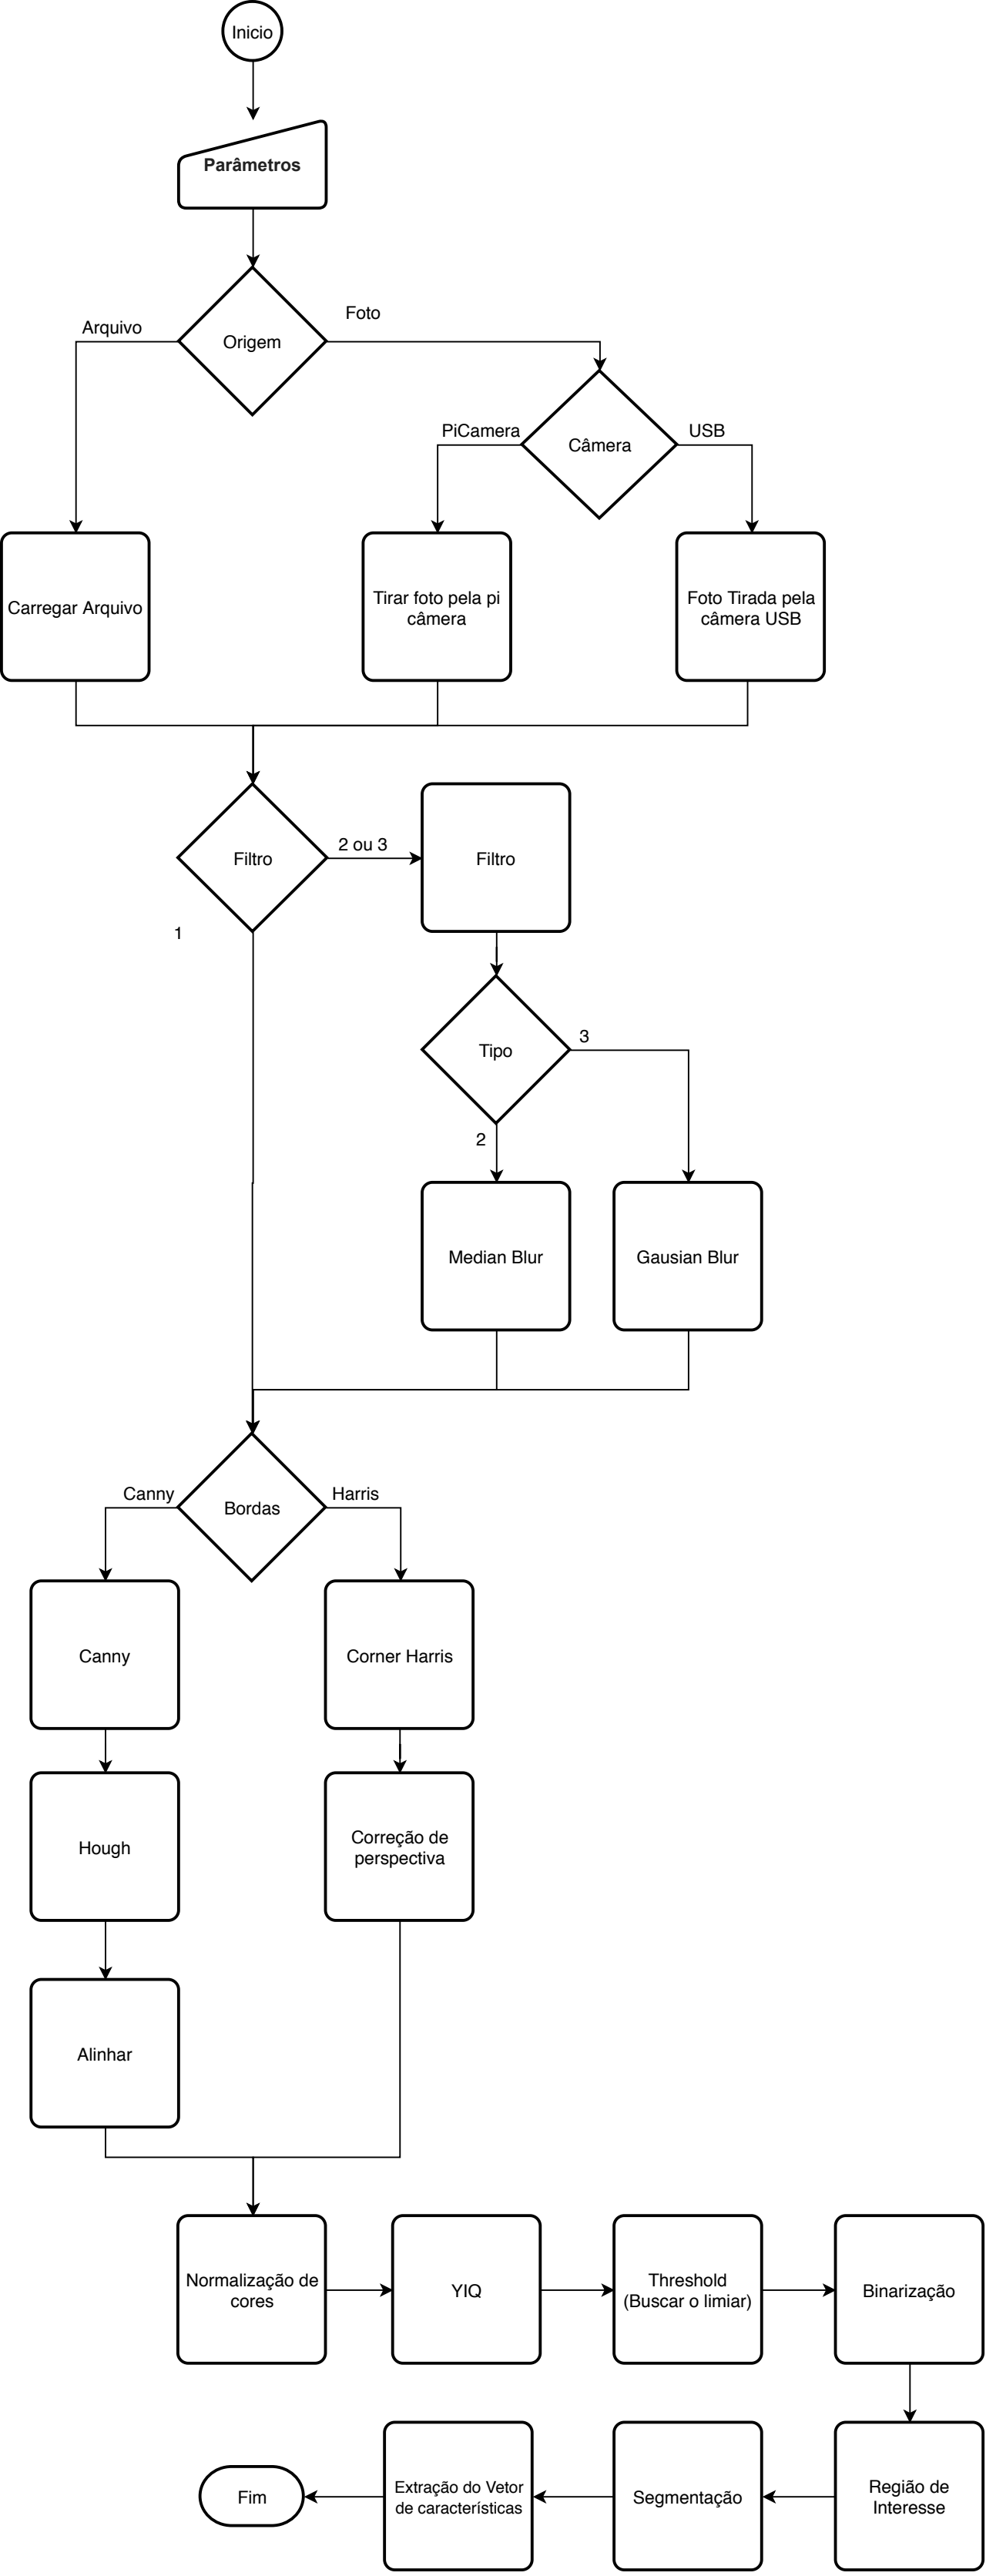 Inicio
Parâmetros
Origem
Arquivo
Foto
Câmera
PiCamera
USB
Carregar Arquivo
Tirar foto pela pi
câmera
Foto Tirada pela
câmera USB
Filtro
2 ou 3
Filtro
1
Tipo
3
2
Median Blur
Gausian Blur
Bordas
Canny
Harris
Canny
Corner Harris
Hough
Correção de
perspectiva
Alinhar
Normalização de
cores
YIQ
Threshold
(Buscar o limiar)
Binarização
Região de
Interesse
Segmentação
Extração do Vetor
de características
Fim